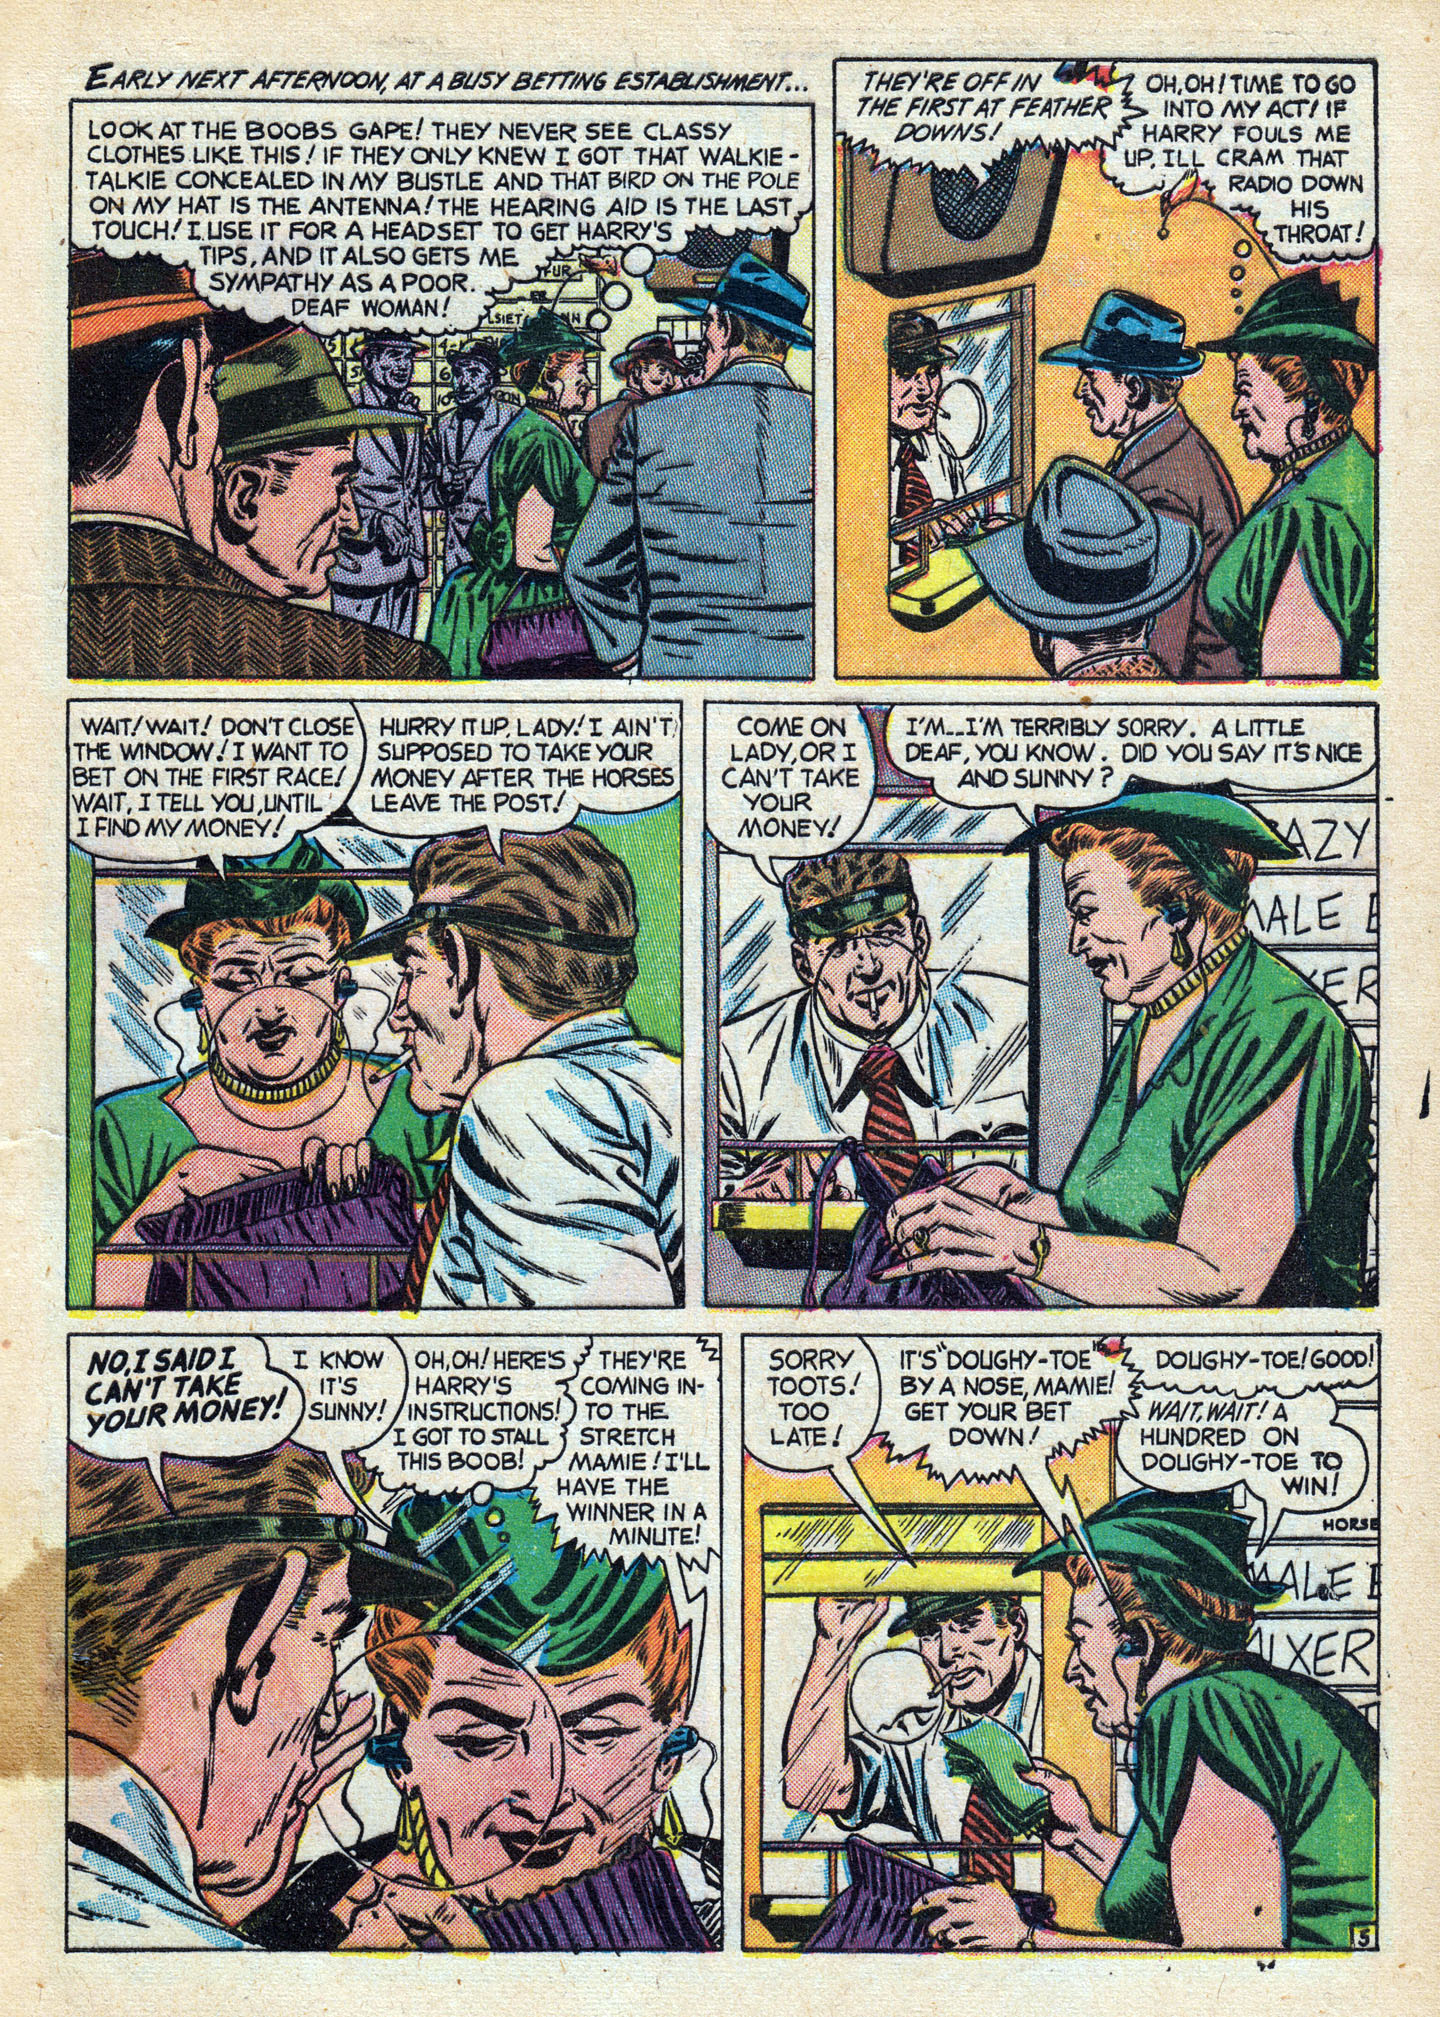 EARLY NEXT AFTERNOON, AT A BUSY BETTING ESTABLISHMENT...
LOOK AT THE BOOBS GAPE! THEY NEVER SEE CLASSY
CLOTHES LIKE THIS! IF THEY ONLY KNEW I GOT THAT WALKIE-
TALKIE CONCEALED IN MY BUSTLE AND THAT BIRD ON THE POLE
ON MY HAT IS THE ANTENNA! THE HEARING AID IS THE LAST
TOUCH! I USE IT FOR A HEADSET TO GET HARRY'S
TIPS, AND IT ALSO GETS ME
SYMPATHY AS A POOR
DEAF WOMAN!
THEY'RE OFF IN
THE FIRST AT FEATHER
DOWNS!
OH, OH! TIME TO GO
INTO MY ACT! IF
HARRY FOULS ME
UP, I'LL CRAM THAT
RADIO DOWN
HIS
THROAT!
WAIT! WAIT! DON'T CLOSE
THE WINDOW! I WANT TO
BET ON THE FIRST RACE!
WAIT, I TELL YOU, UNTIL
I FIND MY MONEY!
HURRY IT UP, LADY! I AIN'T
SUPPOSED TO TAKE YOUR
MONEY AFTER THE HORSES
LEAVE THE POST!
COME ON
LADY, OR I
CAN'T TAKE
YOUR
MONEY!
I'M...I'M TERRIBLY SORRY. A LITTLE
DEAF, YOU KNOW. DID YOU SAY IT'S NICE
AND SUNNY?
AZY
MALE B
XER
NO, I SAID I
CAN'T TAKE
YOUR MONEY!
I KNOW
IT'S
SUNNY!
OH, OH! HERE'S
HARRY'S
INSTRUCTIONS!
I GOT TO STALL
THIS BOOB!
THEY'RE
COMING IN-
TO THE
STRETCH
MAMIE! I'LL
HAVE THE
WINNER IN A
MINUTE!
SORRY
TOOTS!
TOO
LATE!
IT'S "DOUGHY-TOE"
BY A NOSE, MAMIE!
GET YOUR BET
DOWN!
DOUGHY-TOE! GOOD!
WAIT, WAIT! A
HUNDRED ON
DOUGHY-TOE TO
WIN!
HORSE
MALE B
IXER
5